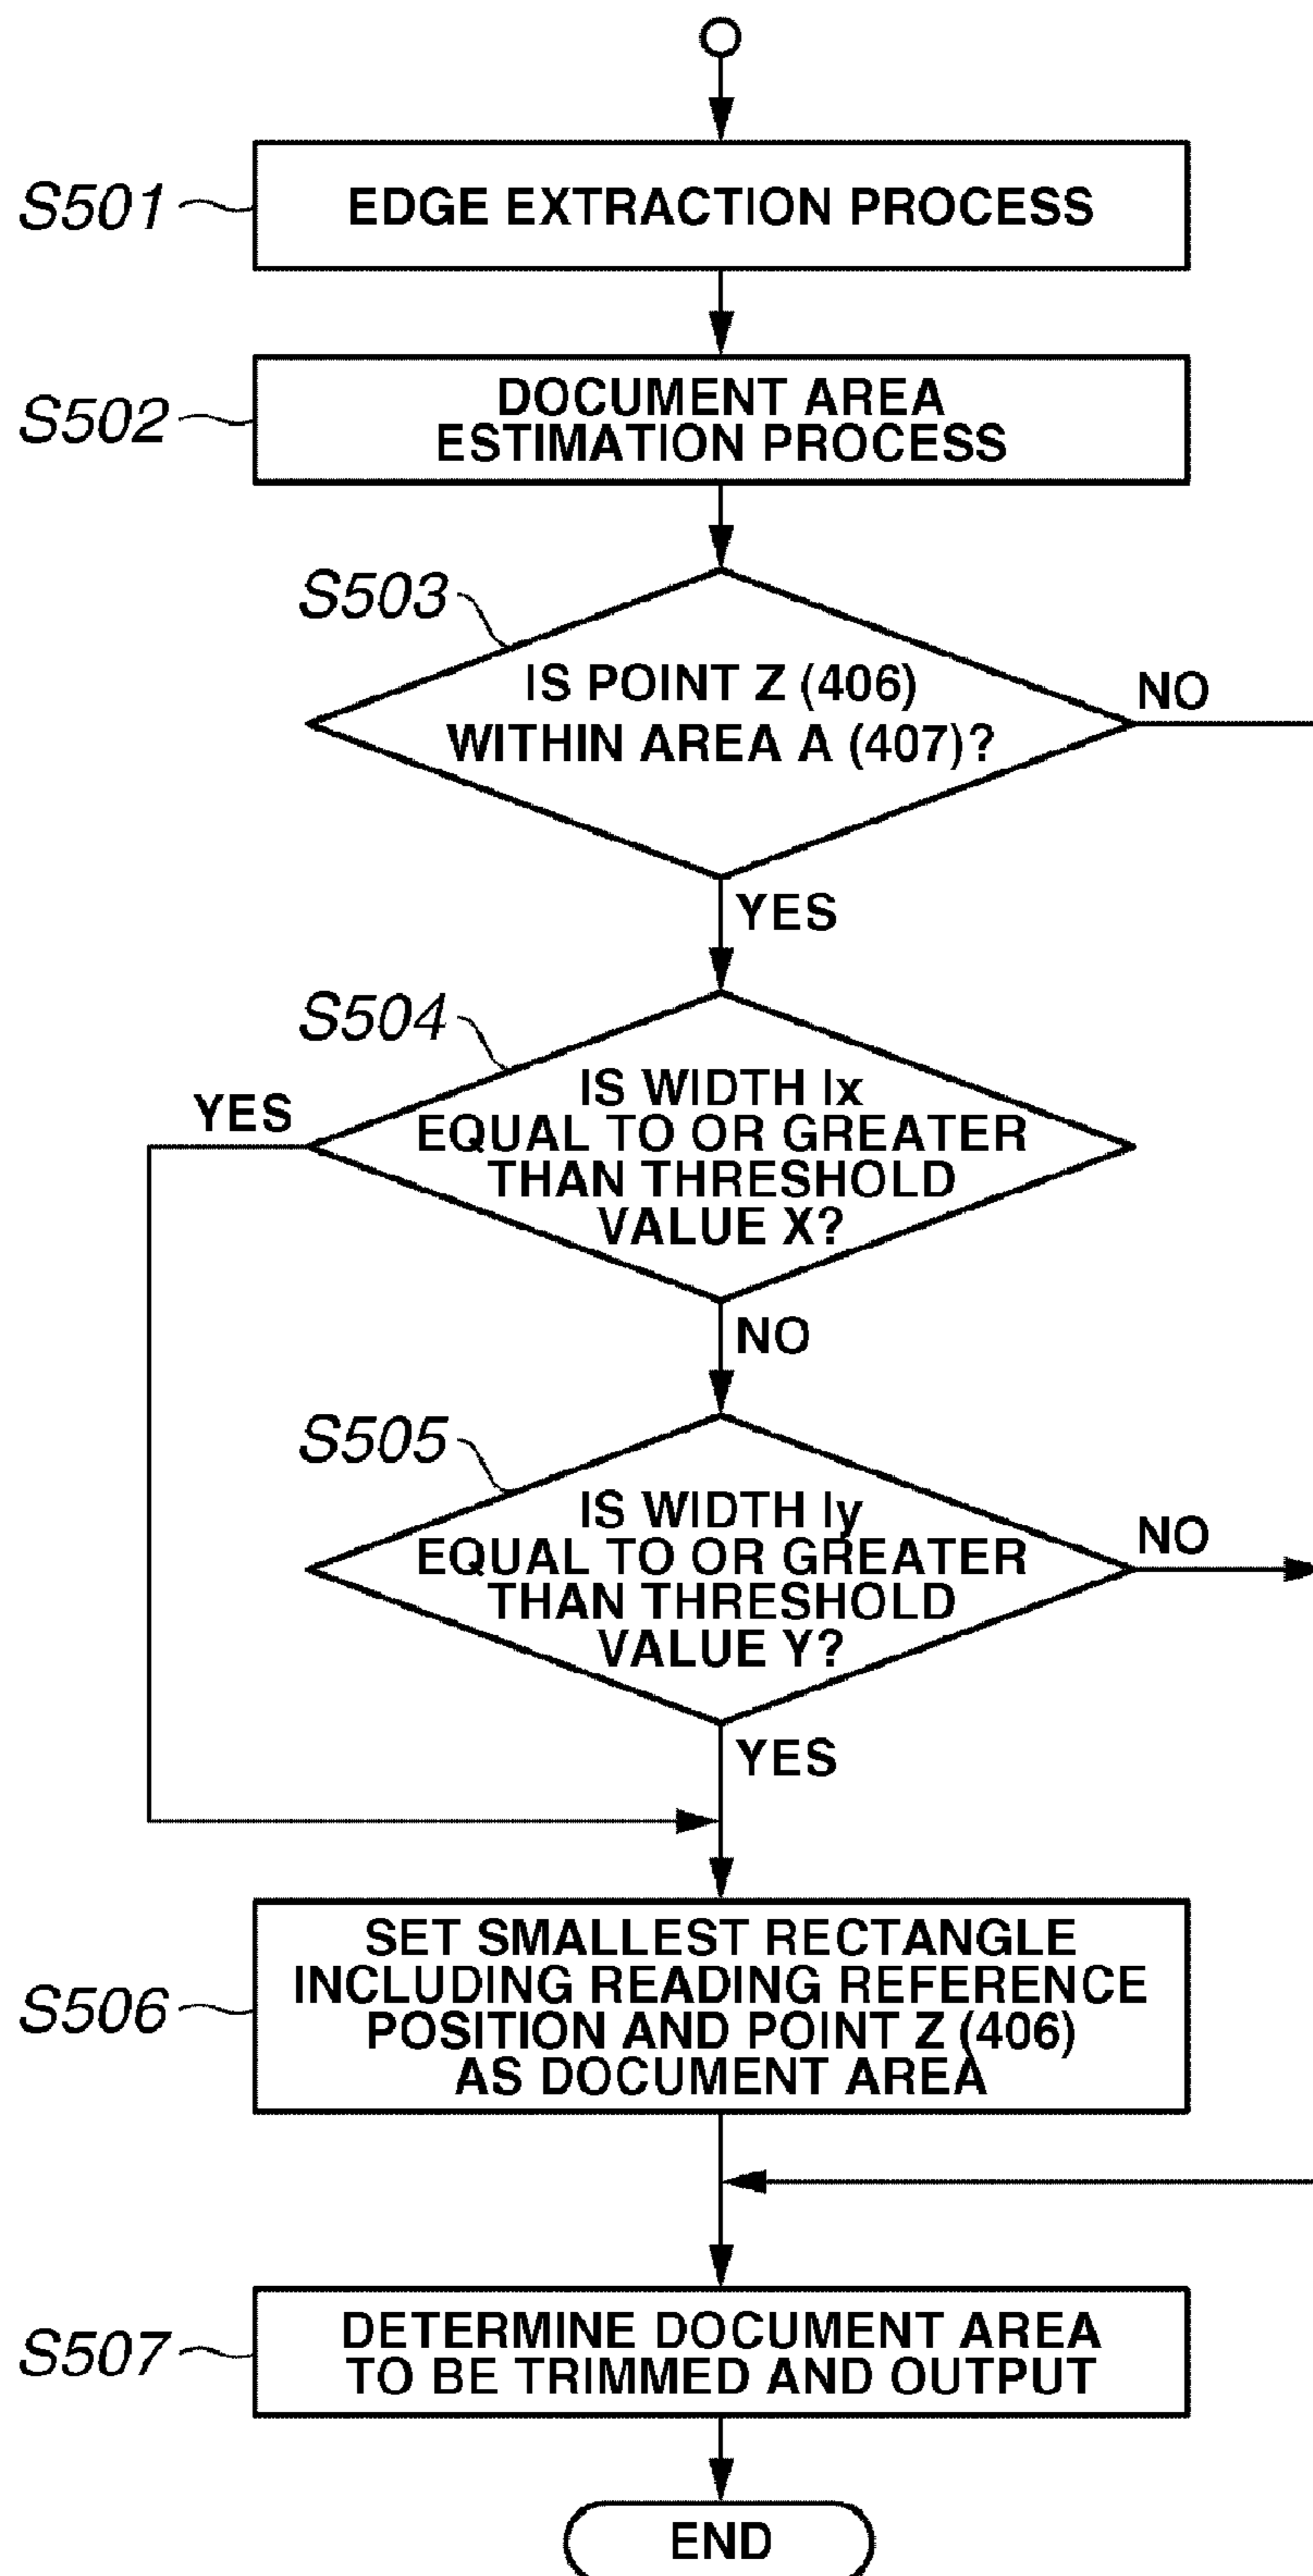 S501
EDGE EXTRACTION PROCESS
S502
DOCUMENT AREA
ESTIMATION PROCESS
S503
IS POINT Z (406)
WITHIN AREA A (407)?
NO
YES
S504
IS WIDTH lx
EQUAL TO OR GREATER
THAN THRESHOLD
VALUE X?
YES
NO
S505
IS WIDTH ly
EQUAL TO OR GREATER
THAN THRESHOLD
VALUE Y?
NO
YES
S506
SET SMALLEST RECTANGLE
INCLUDING READING REFERENCE
POSITION AND POINT Z (406)
AS DOCUMENT AREA
S507
DETERMINE DOCUMENT AREA
TO BE TRIMMED AND OUTPUT
END